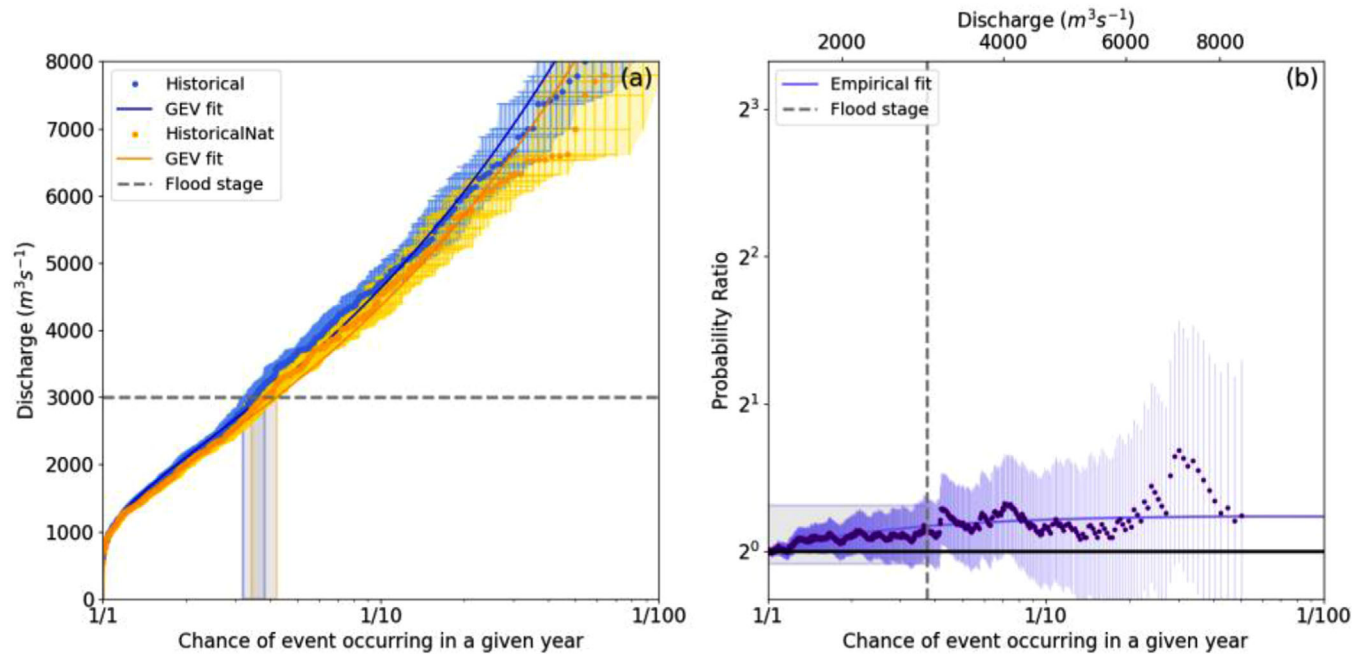 (a)
Historical
GEV fit
HistoricalNat
GEV fit
Flood stage
8000
7000
6000
5000
4000
3000
2000
1000
0
Discharge (m³s⁻¹)
1/1
1/10
1/100
Chance of event occurring in a given year
Discharge (m³s⁻¹)
2000
4000
6000
8000
(b)
Empirical fit
Flood stage
2³
2²
2¹
2⁰
Probability Ratio
1/1
1/10
1/100
Chance of event occurring in a given year